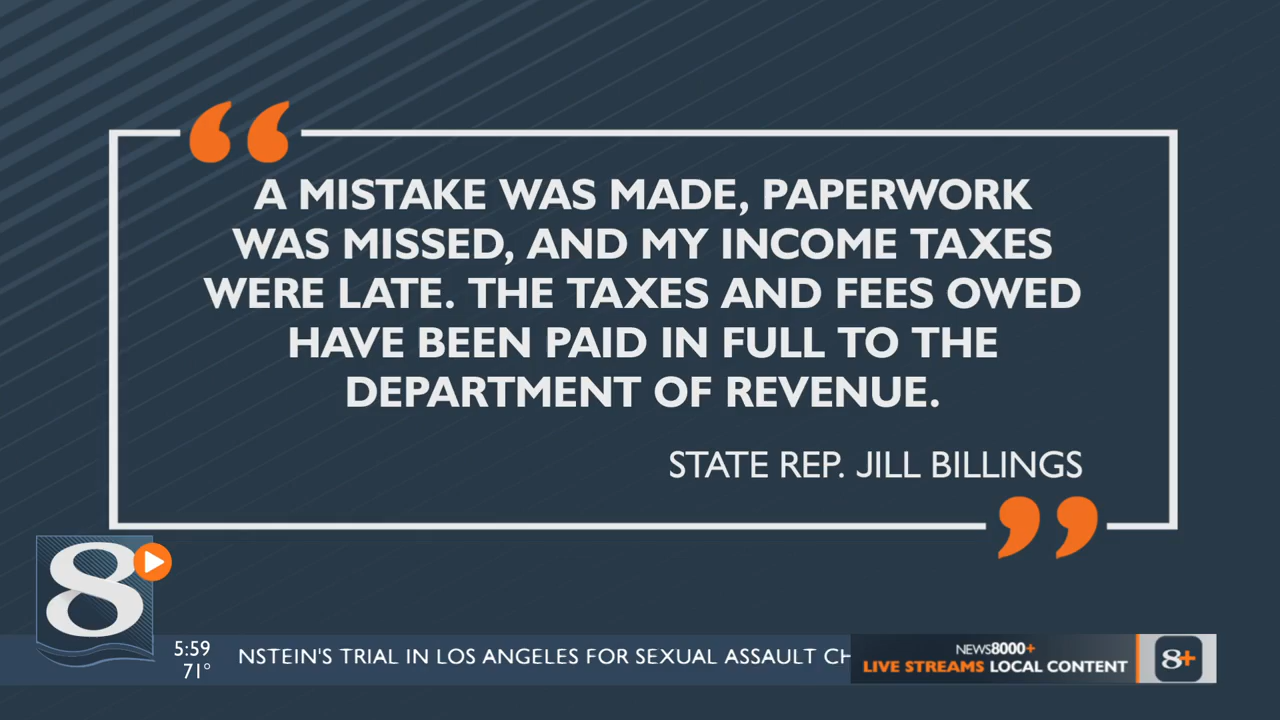 “
A MISTAKE WAS MADE, PAPERWORK
WAS MISSED, AND MY INCOME TAXES
WERE LATE. THE TAXES AND FEES OWED
HAVE BEEN PAID IN FULL TO THE
DEPARTMENT OF REVENUE.
STATE REP. JILL BILLINGS
”
8
5:59
71°
NSTEIN'S TRIAL IN LOS ANGELES FOR SEXUAL ASSAULT CH
NEWS8000+
LIVE STREAMS LOCAL CONTENT
8+